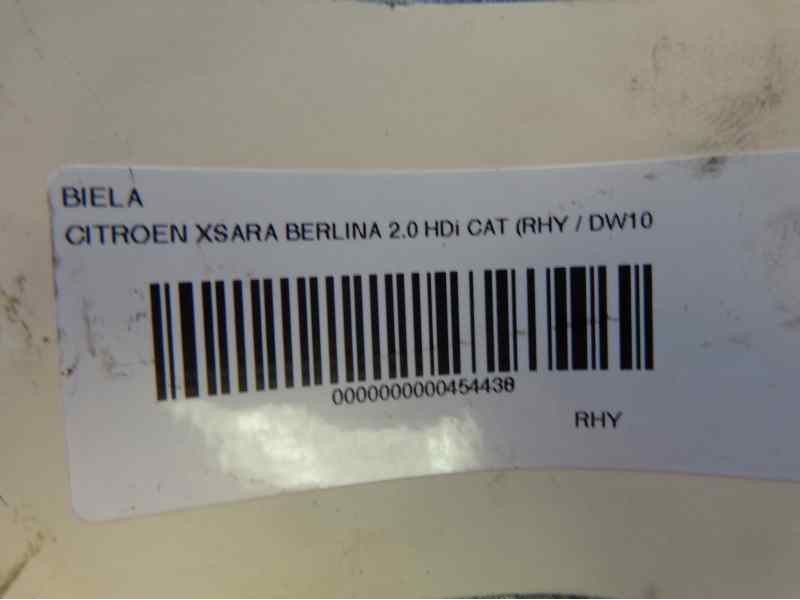 BIELA
CITROEN XSARA BERLINA 2.0 HDi CAT (RHY / DW10
0000000000454438
RHY